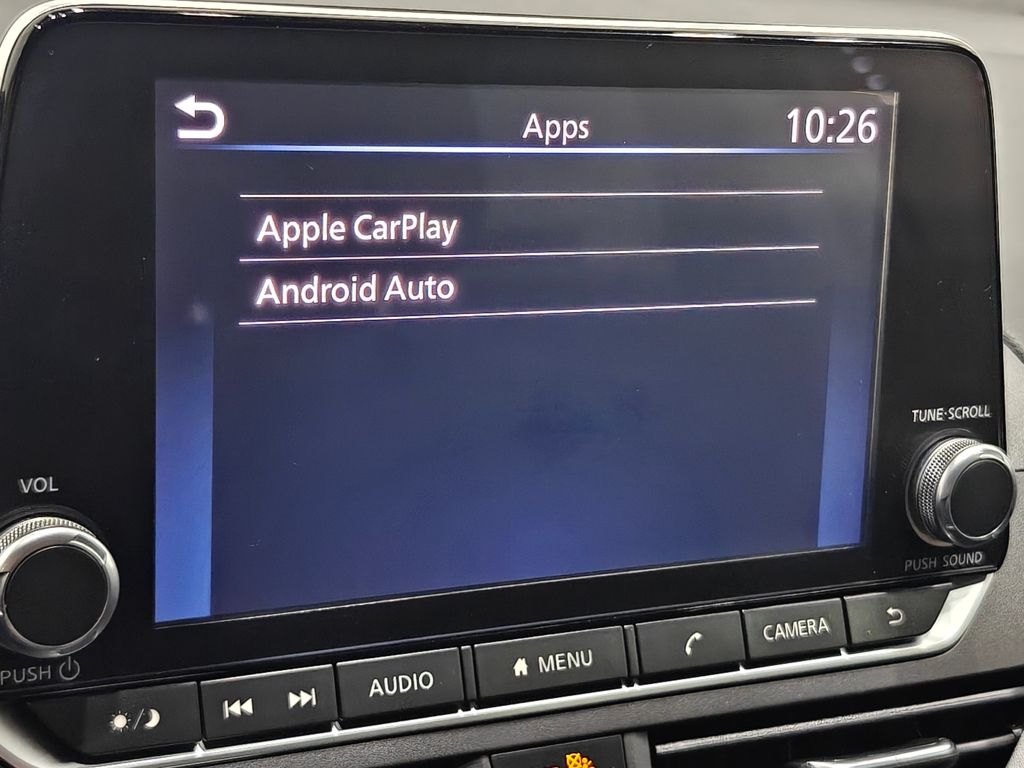 Apps
10:26
Apple CarPlay
Android Auto
TUNE·SCROLL
VOL
PUSH SOUND
PUSH
AUDIO
MENU
CAMERA